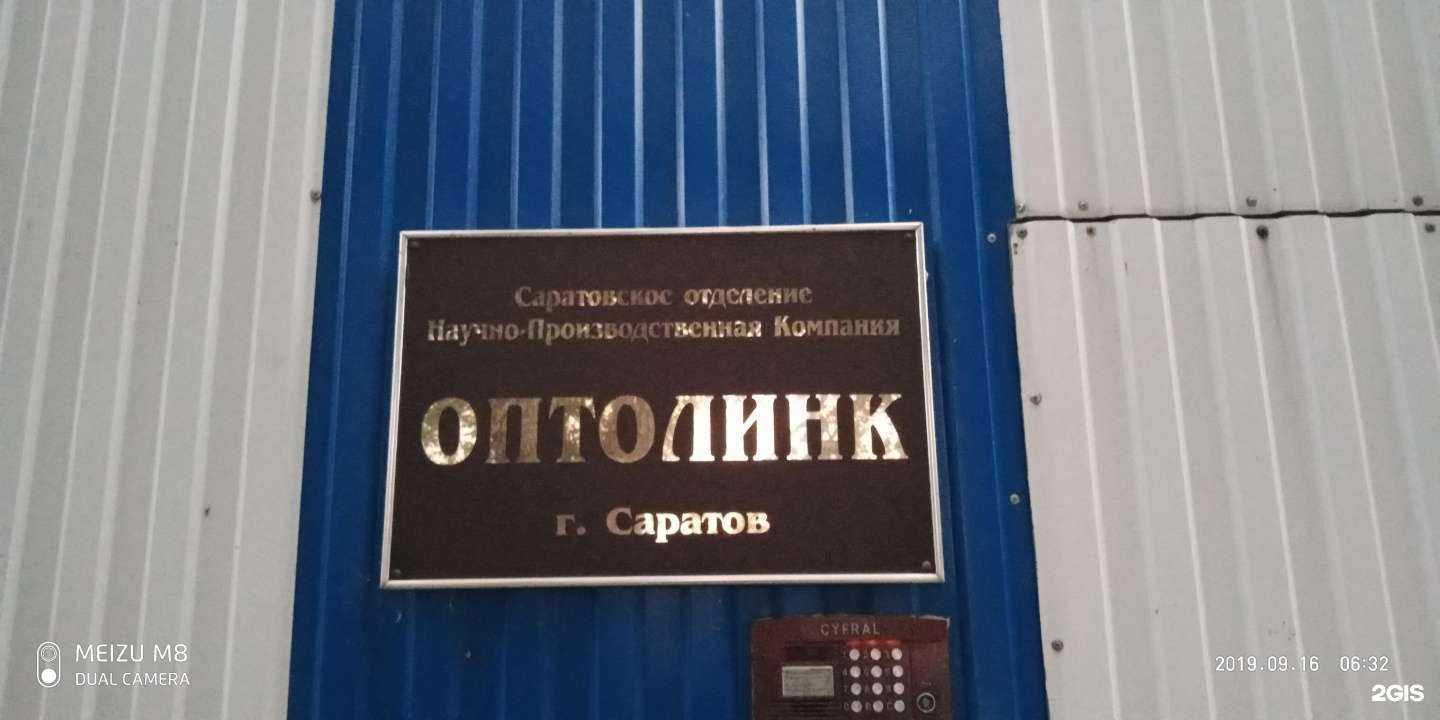 Саратовское отделение
Научно-Производственная Компания
ОПТОЛИНК
г. Саратов
CYFRAL
MEIZU M8
DUAL CAMERA
2019.09.16 06:32
2GIS